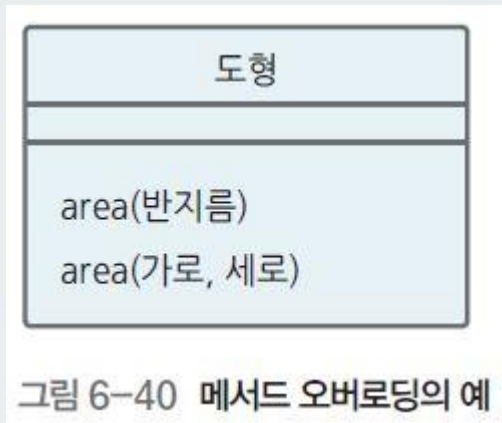 도형
area(반지름)
area(가로, 세로)
그림 6-40 메서드 오버로딩의 예